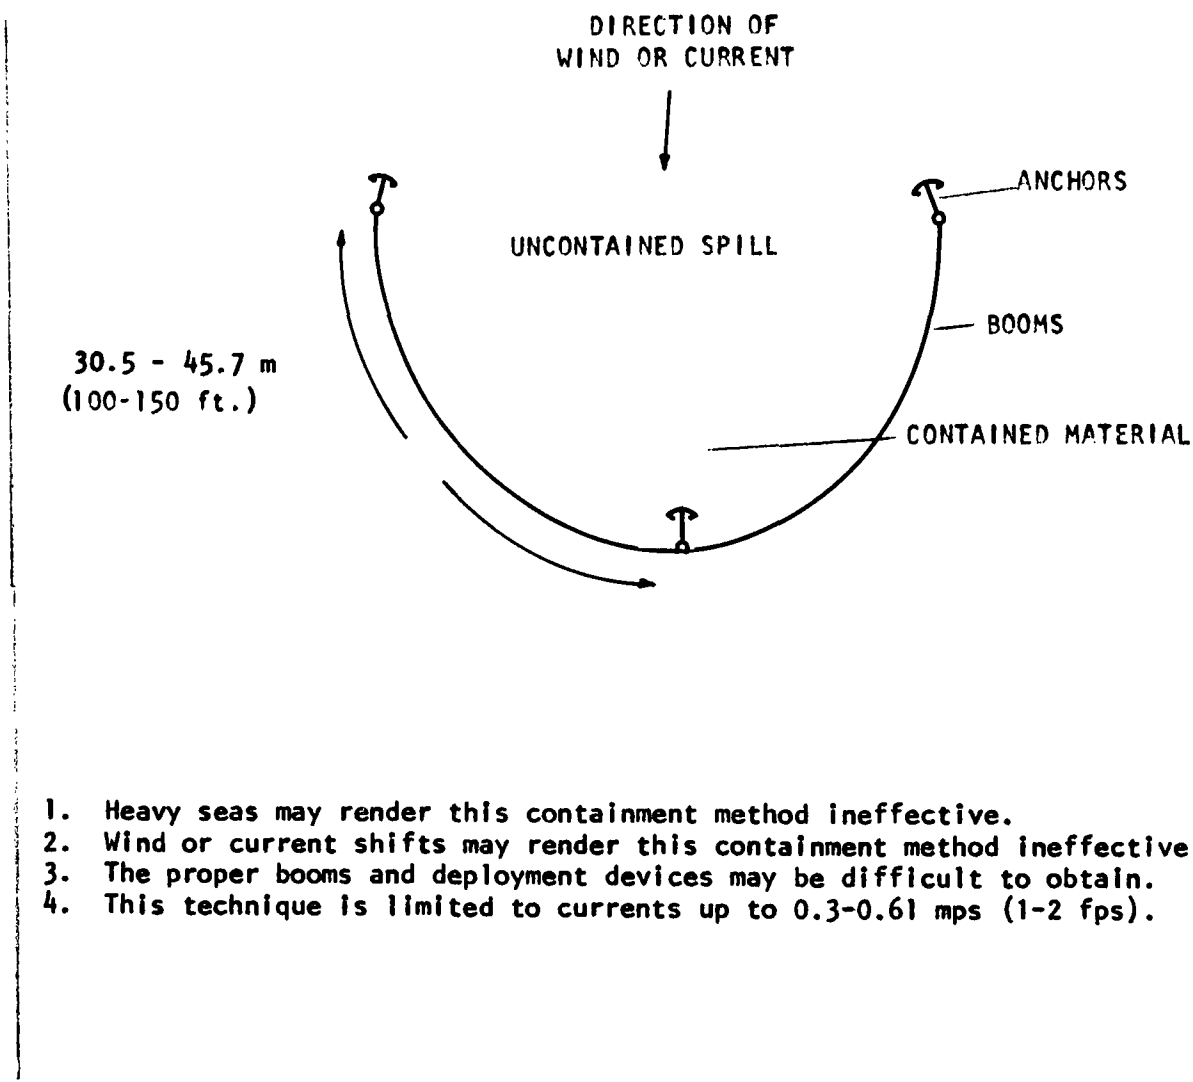 DIRECTION OF
WIND OR CURRENT
ANCHORS
UNCONTAINED SPILL
BOOMS
30.5 - 45.7 m
(100-150 ft.)
CONTAINED MATERIAL
1. Heavy seas may render this containment method ineffective.
2. Wind or current shifts may render this containment method ineffective
3. The proper booms and deployment devices may be difficult to obtain.
4. This technique is limited to currents up to 0.3-0.61 mps (1-2 fps).